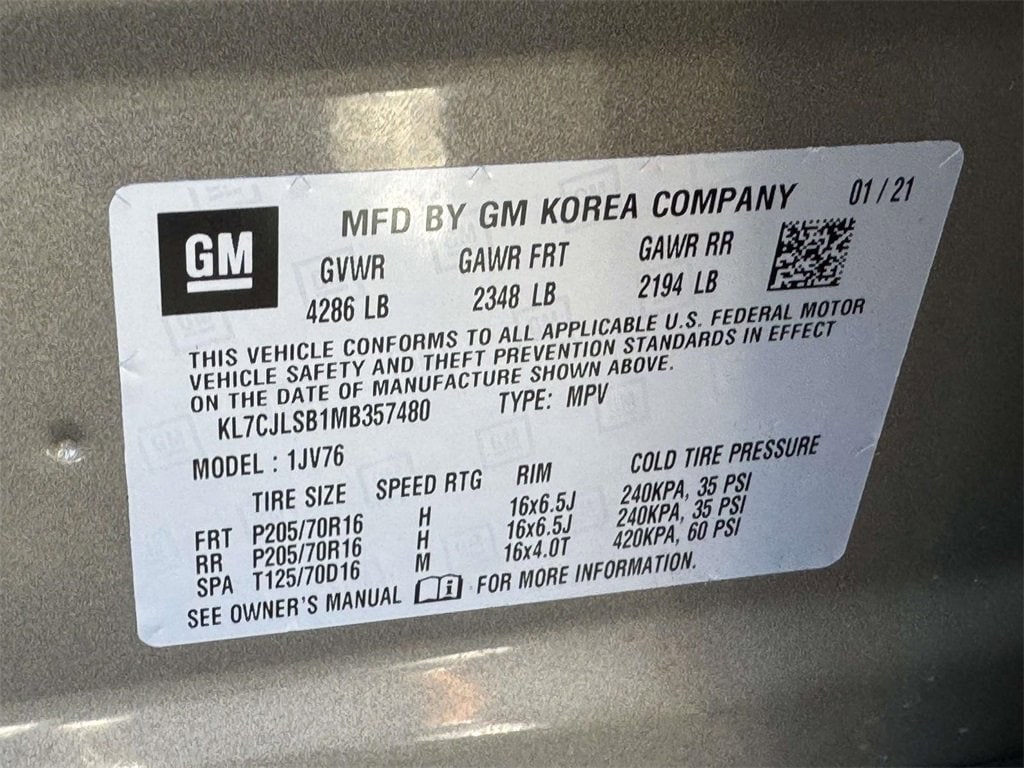 GM
MFD BY GM KOREA COMPANY 01/21
GVWR GAWR FRT GAWR RR
4286 LB 2348 LB 2194 LB
THIS VEHICLE CONFORMS TO ALL APPLICABLE U.S. FEDERAL MOTOR
VEHICLE SAFETY AND THEFT PREVENTION STANDARDS IN EFFECT
ON THE DATE OF MANUFACTURE SHOWN ABOVE.
KL7CJLSB1MB357480 TYPE: MPV
MODEL : 1JV76
TIRE SIZE SPEED RTG RIM COLD TIRE PRESSURE
FRT P205/70R16 H 16x6.5J 240KPA, 35 PSI
RR P205/70R16 H 16x6.5J 240KPA, 35 PSI
SPA T125/70D16 M 16x4.0T 420KPA, 60 PSI
SEE OWNER'S MANUAL i FOR MORE INFORMATION.